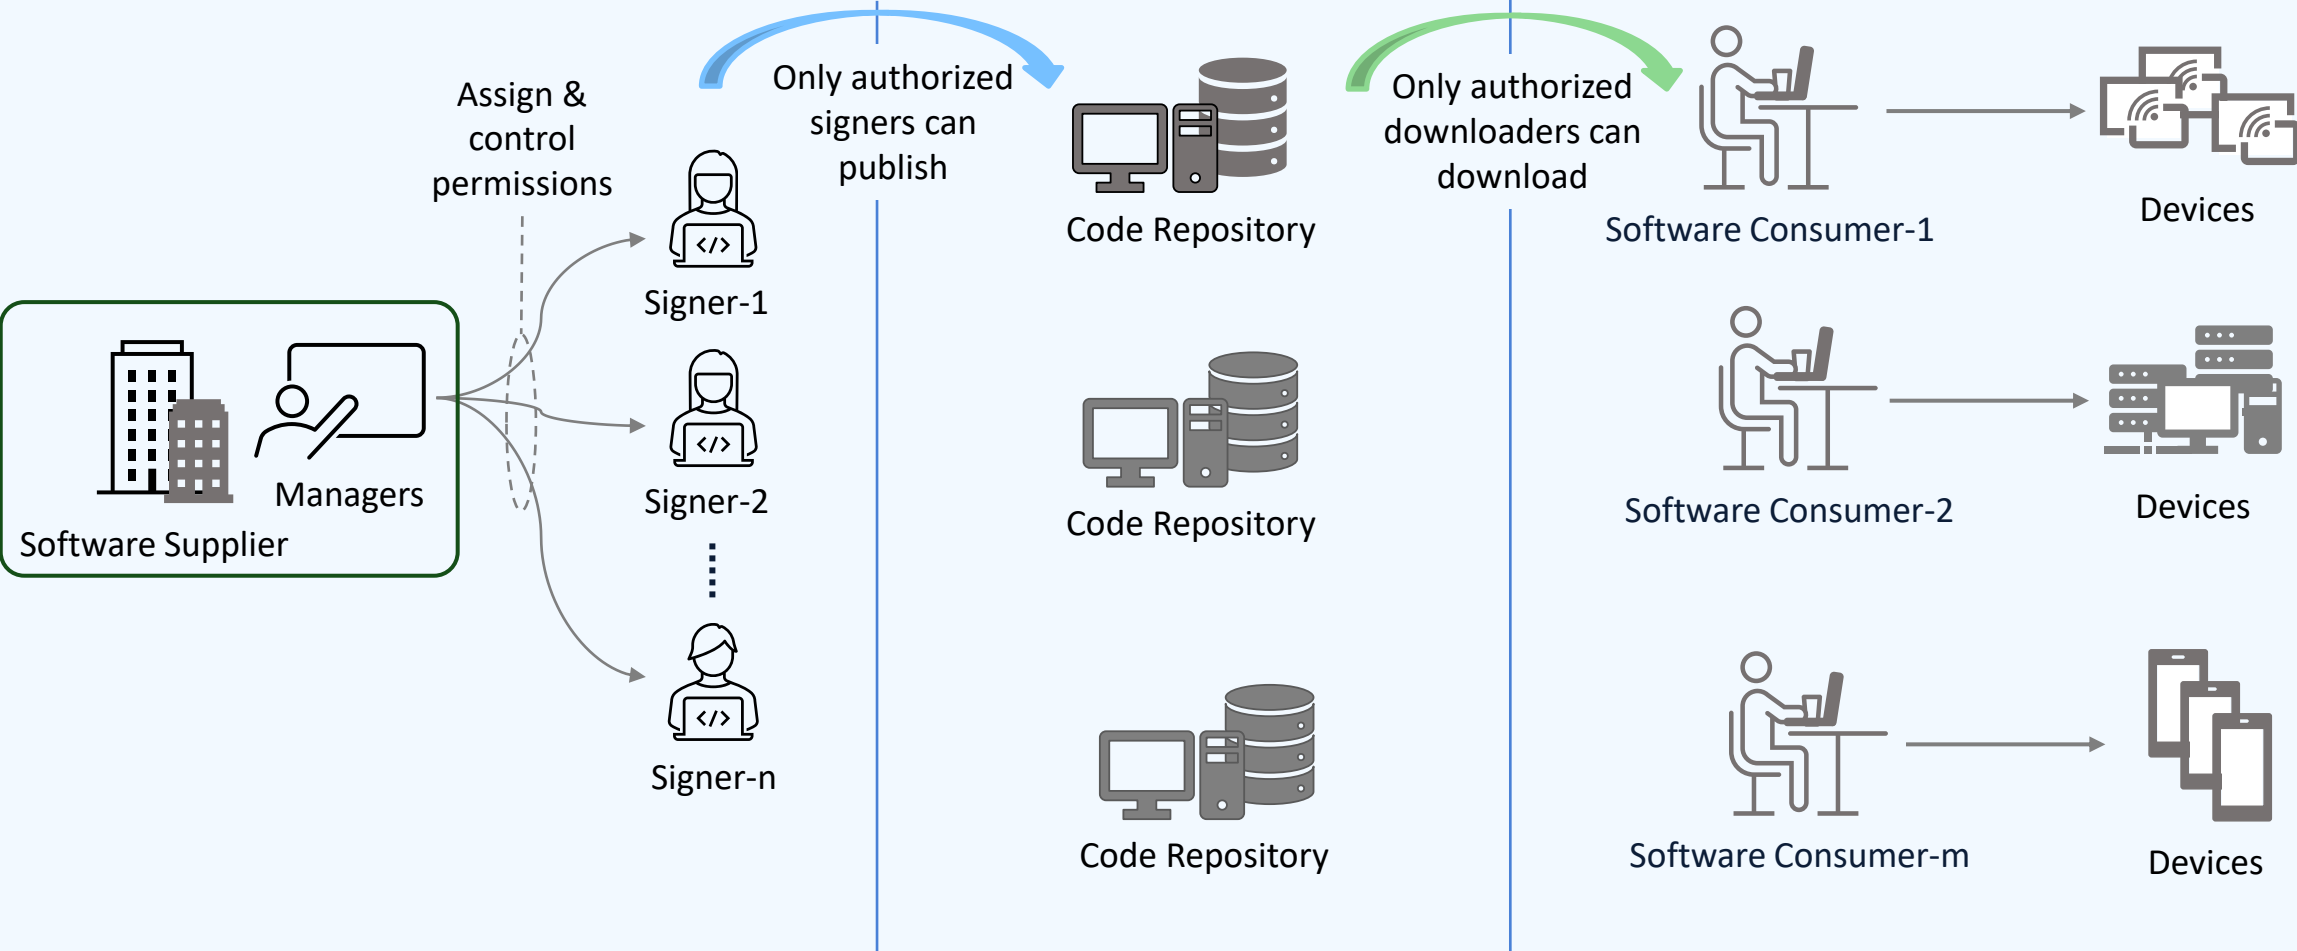 Assign &
control
permissions
Only authorized
signers can
publish
Only authorized
downloaders can
download
Signer-1
Code Repository
Software Consumer-1
Devices
Managers
Software Supplier
Signer-2
Code Repository
Software Consumer-2
Devices
Signer-n
Code Repository
Software Consumer-m
Devices